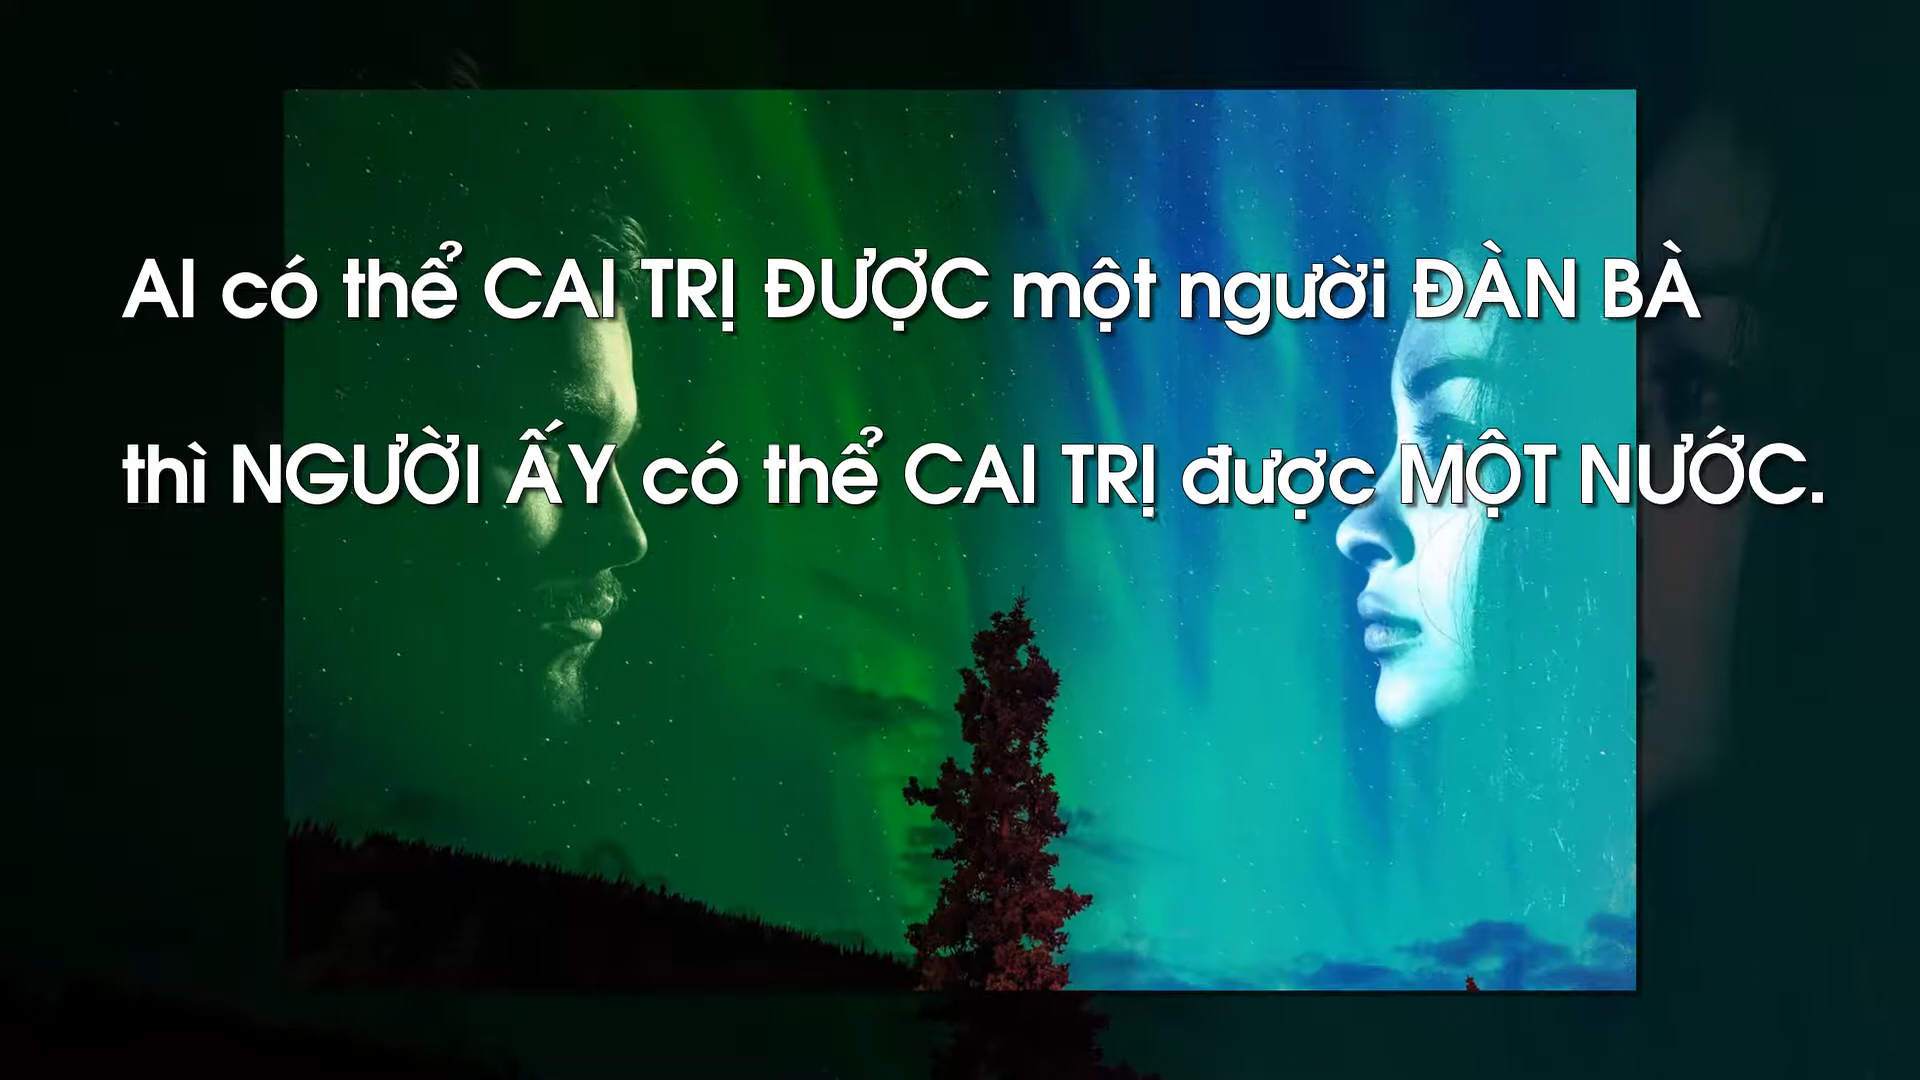 AI có thể CAI TRỊ ĐƯỢC một người ĐÀN BÀ
thì NGƯỜI ẤY có thể CAI TRỊ được MỘT NƯỚC.